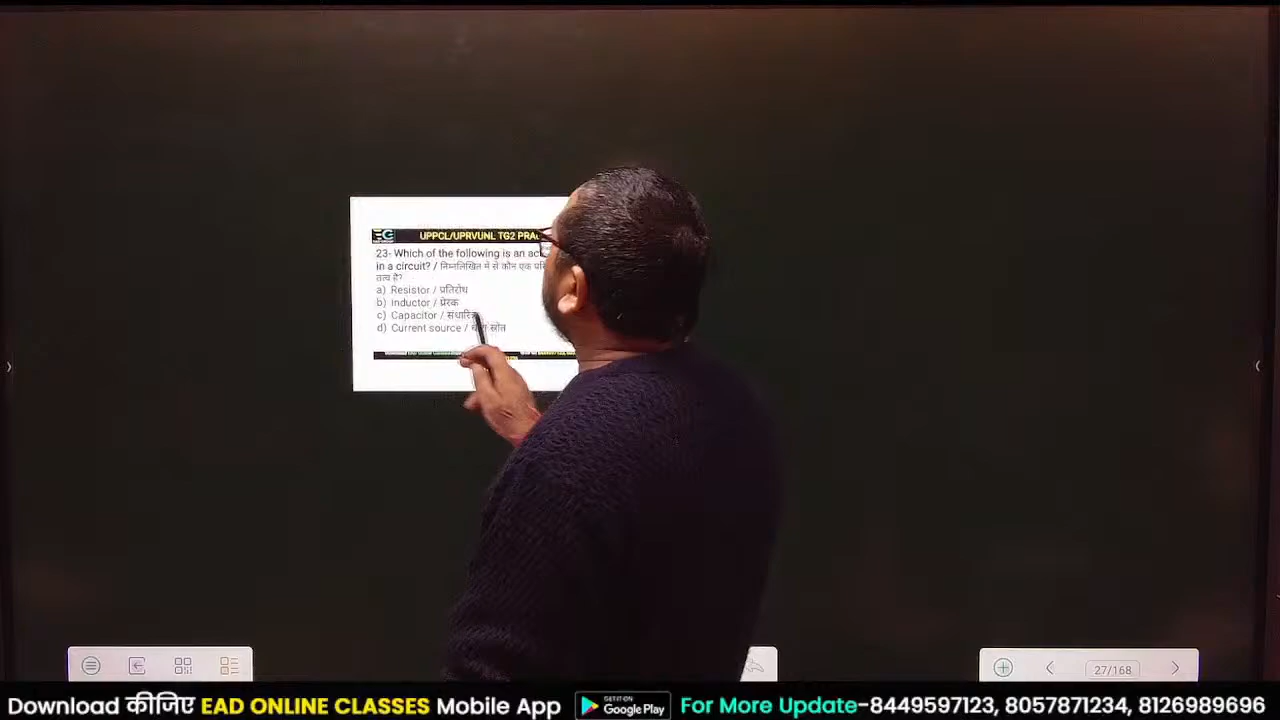 EG
UPPCL/UPRVUNL TG2
23- Which of the following is an
in a circuit? / निम्नलिखित में से कौन एक
तत्व है?
a) Resistor / प्रतिरोध
b) Inductor / प्रेरक
c) Capacitor / संधारित्र
d) Current source / स्रोत
27/168
Download कीजिए EAD ONLINE CLASSES Mobile App GET IT ON Google Play For More Update-8449597123, 8057871234, 8126989696